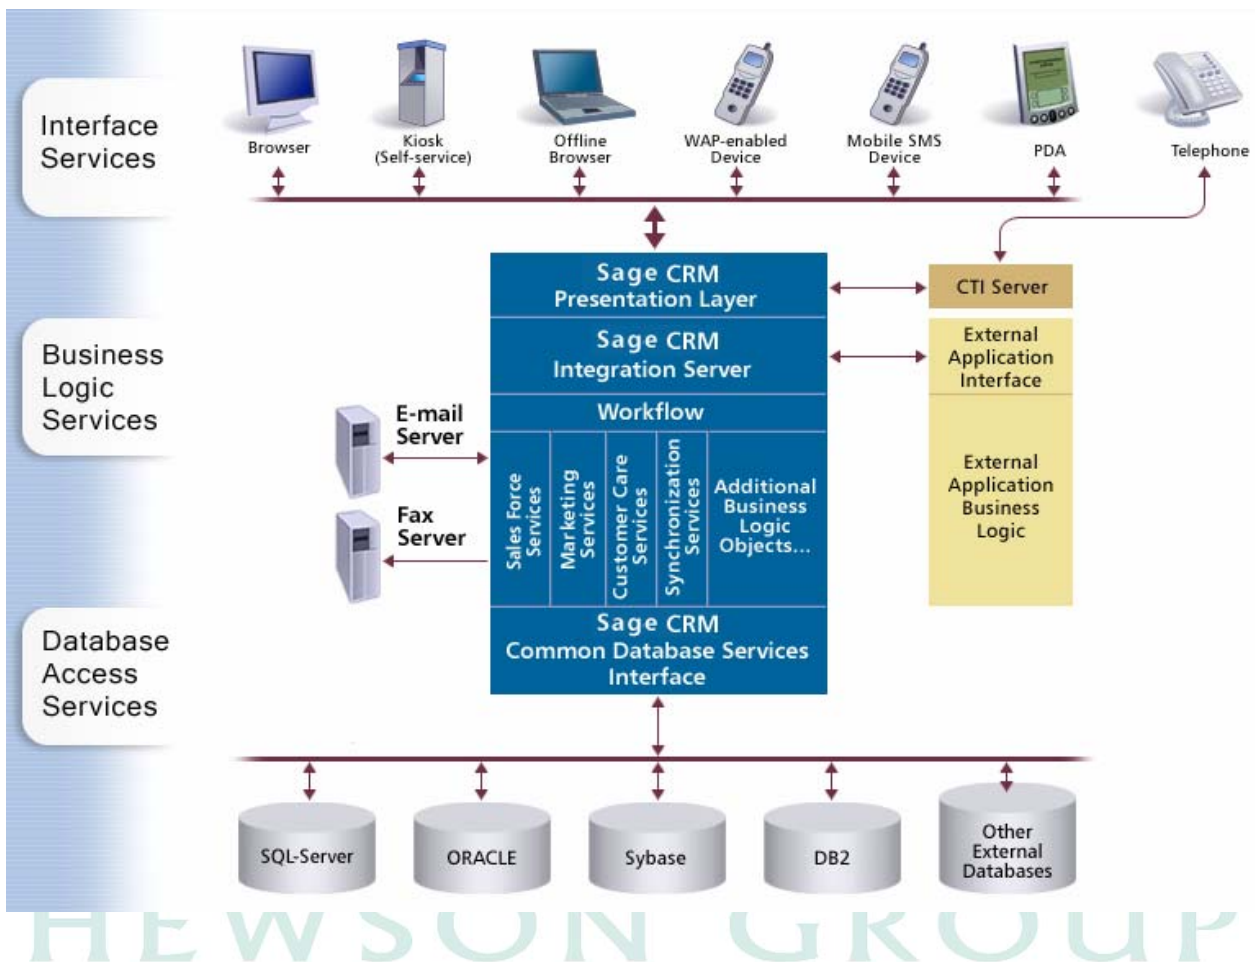 Interface
Services
Browser
Kiosk
(Self-service)
Offline
Browser
WAP-enabled
Device
Mobile SMS
Device
PDA
Telephone
Sage CRM
Presentation Layer
CTI Server
Business
Logic
Services
Sage CRM
Integration Server
External
Application
Interface
Workflow
E-mail
Server
Fax
Server
Sales Force
Services
Marketing
Services
Customer Care
Services
Synchronization
Services
Additional
Business
Logic
Objects...
External
Application
Business
Logic
Database
Access
Services
Sage CRM
Common Database Services
Interface
SQL-Server
ORACLE
Sybase
DB2
Other
External
Databases
HEWSON GROUP